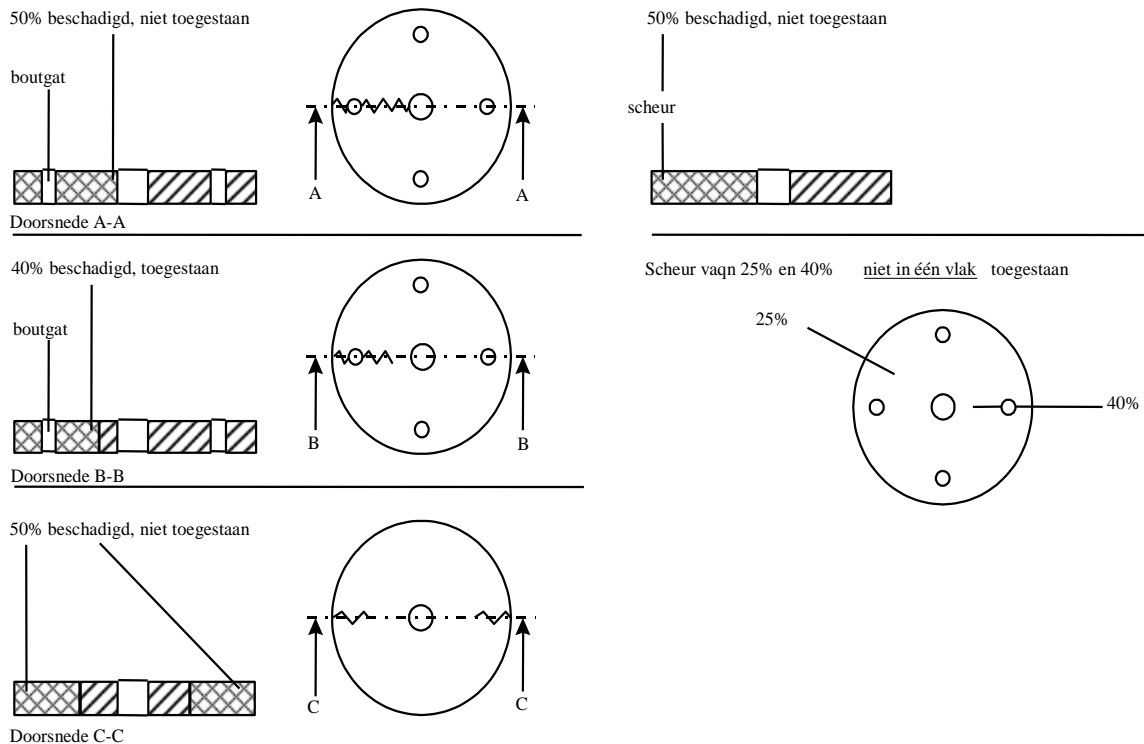 50% beschadigd, niet toegestaan
boutgat
A
A
Doorsnede A-A
50% beschadigd, niet toegestaan
scheur
40% beschadigd, toegestaan
boutgat
B
B
Doorsnede B-B
Scheur vaqn 25% en 40% niet in één vlak toegestaan
25%
40%
50% beschadigd, niet toegestaan
C
C
Doorsnede C-C